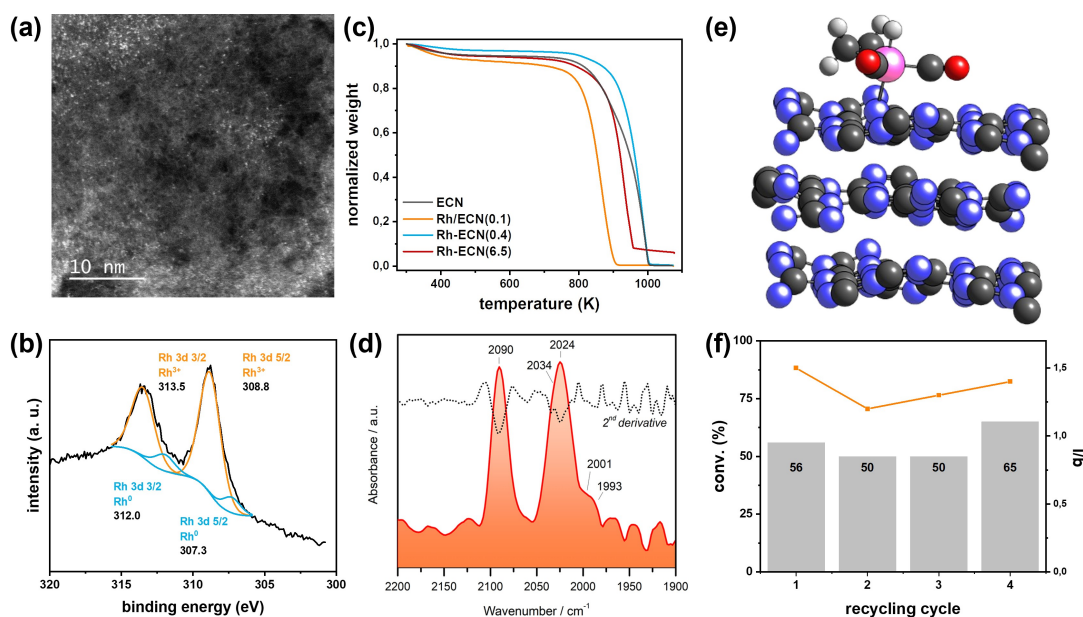 (a)
10 nm
(c)
1,0
0,8
0,6
0,4
0,2
0,0
normalized weight
ECN
Rh/ECN(0.1)
Rh-ECN(0.4)
Rh-ECN(6.5)
400
600
800
1000
temperature (K)
(e)
(b)
Rh 3d 3/2
Rh³⁺
313.5
Rh 3d 5/2
Rh³⁺
308.8
Rh 3d 3/2
Rh⁰
312.0
Rh 3d 5/2
Rh⁰
307.3
intensity (a. u.)
320
315
310
305
300
binding energy (eV)
(d)
2090
2024
2034
2nd derivative
2001
1993
Absorbance / a.u.
2200
2150
2100
2050
2000
1950
1900
Wavenumber / cm⁻¹
(f)
100
75
50
25
0
conv. (%)
56
50
50
65
1,5
1,0
0,5
0,0
l/b
1
2
3
4
recycling cycle